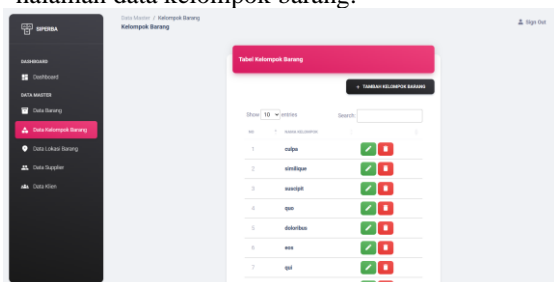 halaman data kelompok barang.
SIPERBA
Data Master / Kelompok Barang
Kelompok Barang
Sign Out
DASHBOARD
Dashboard
DATA MASTER
Data Barang
Data Kelompok Barang
Data Lokasi Barang
Data Supplier
Data Klien
Tabel Kelompok Barang
+ TAMBAH KELOMPOK BARANG
Show 10 entries
Search:
NO NAMA KELOMPOK
1 culpa
2 similique
3 suscipit
4 quo
5 doloribus
6 eos
7 qui